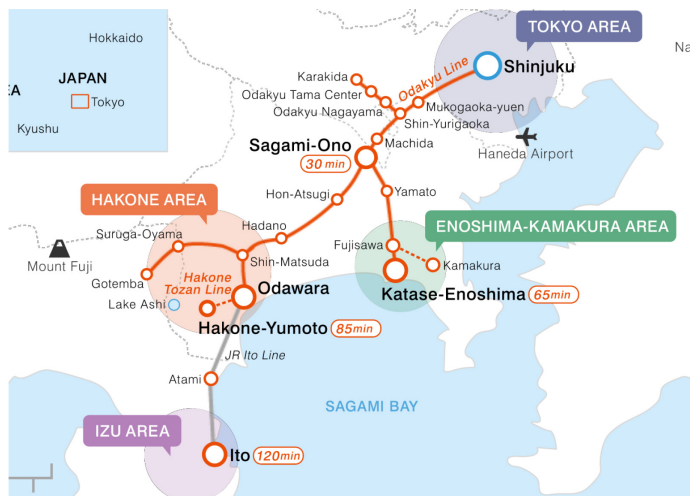 Hokkaido
EA
JAPAN
Tokyo
Kyushu
TOKYO AREA
Na
Shinjuku
Odakyu Line
Karakida
Odakyu Tama Center
Odakyu Nagayama
Mukogaoka-yuen
Shin-Yurigaoka
Machida
Haneda Airport
Sagami-Ono
30 min
Hon-Atsugi
Yamato
HAKONE AREA
ENOSHIMA-KAMAKURA AREA
Hadano
Suruga-Oyama
Shin-Matsuda
Fujisawa
Kamakura
Mount Fuji
Gotemba
Hakone
Tozan Line
Lake Ashi
Odawara
Katase-Enoshima 65min
Hakone-Yumoto 85min
JR Ito Line
Atami
SAGAMI BAY
IZU AREA
Ito 120min